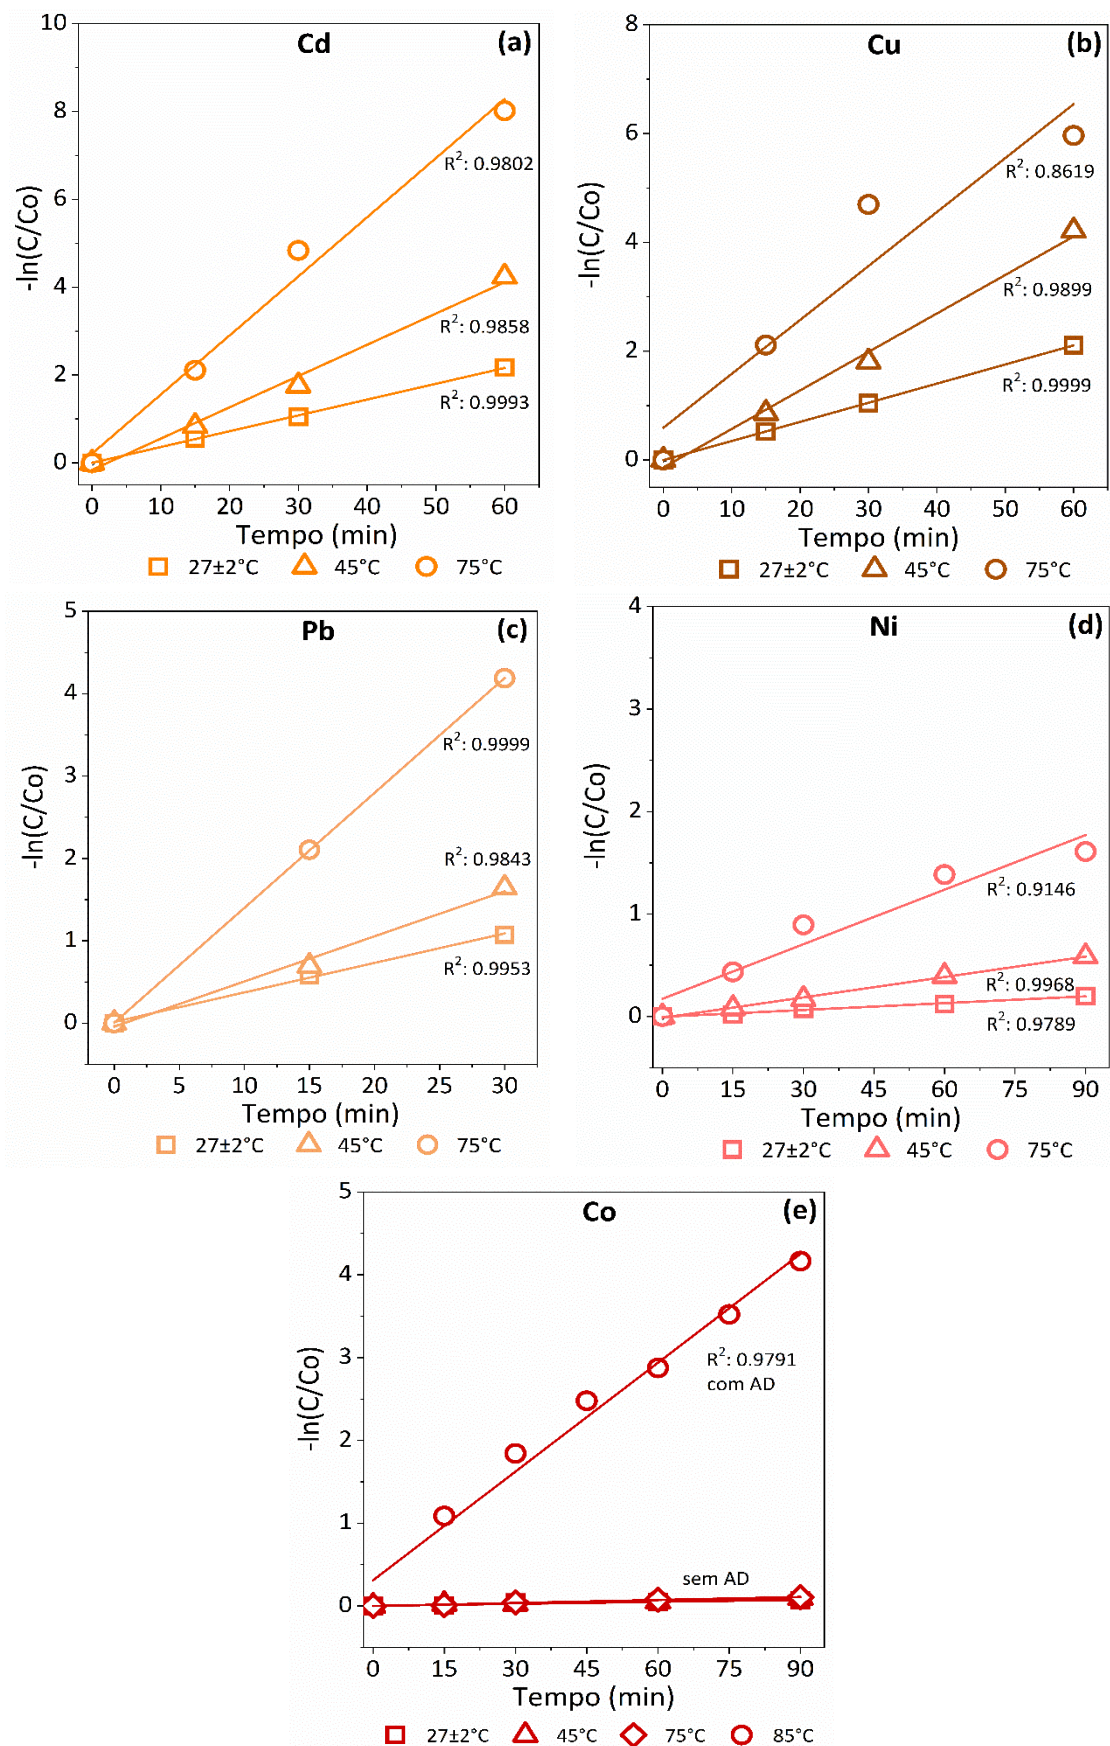 Cd
(a)
-ln(C/Co)
10
8
6
4
2
0
R²: 0.9802
R²: 0.9858
R²: 0.9993
0 10 20 30 40 50 60
Tempo (min)
27±2°C 45°C 75°C
Cu
(b)
-ln(C/Co)
8
6
4
2
0
R²: 0.8619
R²: 0.9899
R²: 0.9999
0 10 20 30 40 50 60
Tempo (min)
27±2°C 45°C 75°C
Pb
(c)
-ln(C/Co)
5
4
3
2
1
0
R²: 0.9999
R²: 0.9843
R²: 0.9953
0 5 10 15 20 25 30
Tempo (min)
27±2°C 45°C 75°C
Ni
(d)
-ln(C/Co)
4
3
2
1
0
R²: 0.9146
R²: 0.9968
R²: 0.9789
0 15 30 45 60 75 90
Tempo (min)
27±2°C 45°C 75°C
Co
(e)
-ln(C/Co)
5
4
3
2
1
0
R²: 0.9791
com AD
sem AD
0 15 30 45 60 75 90
Tempo (min)
27±2°C 45°C 75°C 85°C